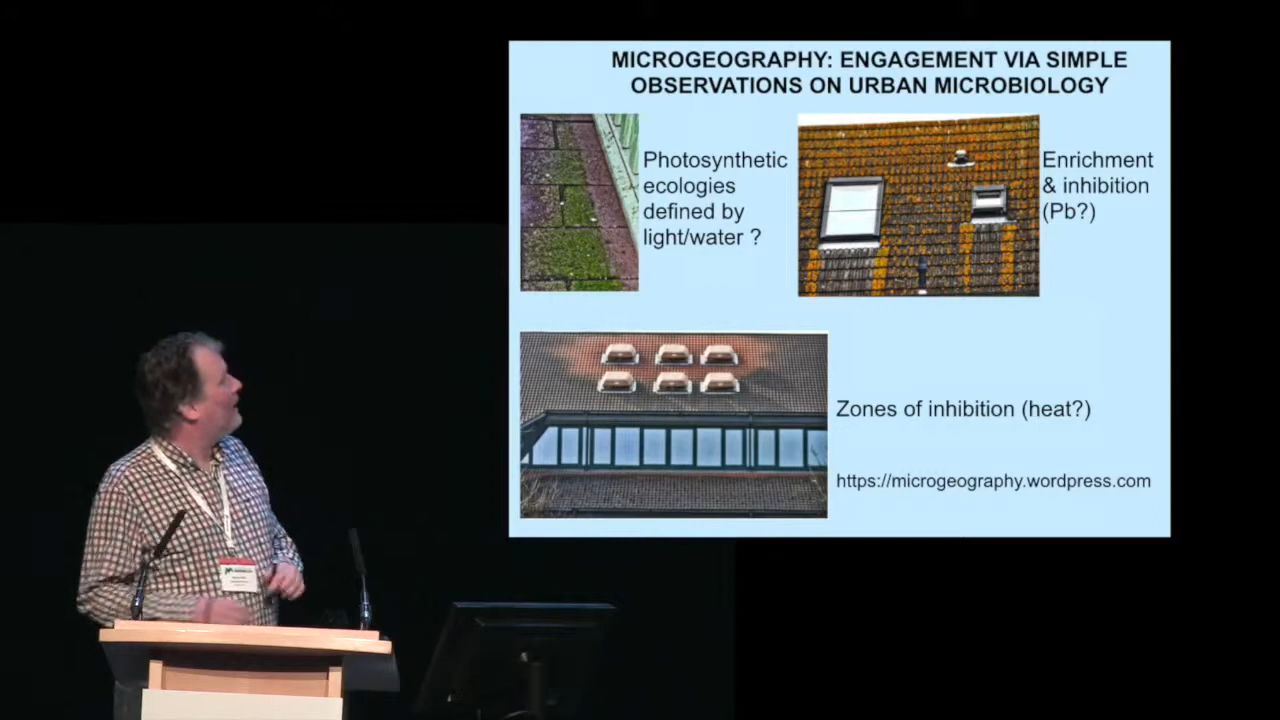 MICROGEOGRAPHY: ENGAGEMENT VIA SIMPLE
OBSERVATIONS ON URBAN MICROBIOLOGY
Photosynthetic
ecologies
defined by
light/water ?
Enrichment
& inhibition
(Pb?)
Zones of inhibition (heat?)
https://microgeography.wordpress.com